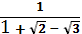 1
1 + √2 − √3